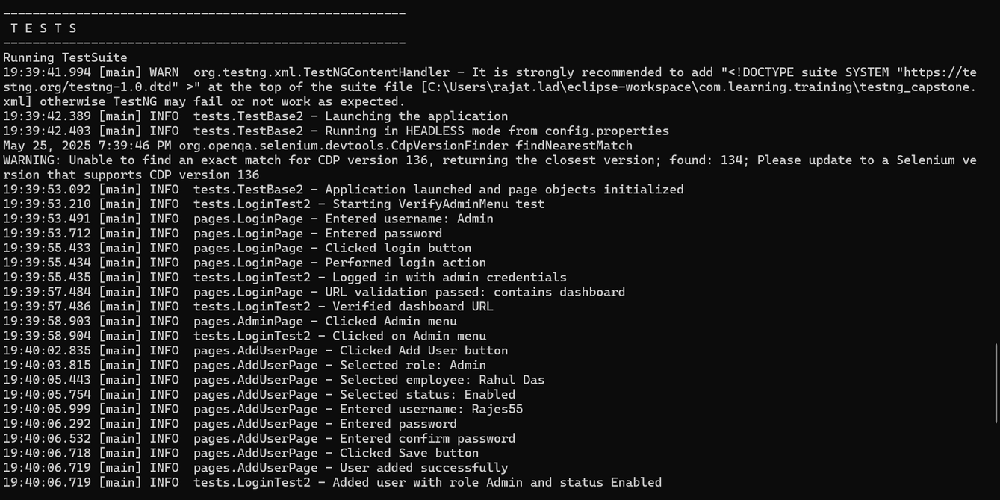 -------------------------------------------------------
 T E S T S
-------------------------------------------------------
Running TestSuite
19:39:41.994 [main] WARN  org.testng.xml.TestNGContentHandler - It is strongly recommended to add "<!DOCTYPE suite SYSTEM "https://te
stng.org/testng-1.0.dtd" >" at the top of the suite file [C:\Users\rajat.lad\eclipse-workspace\com.learning.training\testng_capstone.
xml] otherwise TestNG may fail or not work as expected.
19:39:42.389 [main] INFO  tests.TestBase2 - Launching the application
19:39:42.403 [main] INFO  tests.TestBase2 - Running in HEADLESS mode from config.properties
May 25, 2025 7:39:46 PM org.openqa.selenium.devtools.CdpVersionFinder findNearestMatch
WARNING: Unable to find an exact match for CDP version 136, returning the closest version; found: 134; Please update to a Selenium ve
rsion that supports CDP version 136
19:39:53.092 [main] INFO  tests.TestBase2 - Application launched and page objects initialized
19:39:53.210 [main] INFO  tests.LoginTest2 - Starting VerifyAdminMenu test
19:39:53.491 [main] INFO  pages.LoginPage - Entered username: Admin
19:39:53.712 [main] INFO  pages.LoginPage - Entered password
19:39:55.433 [main] INFO  pages.LoginPage - Clicked login button
19:39:55.434 [main] INFO  pages.LoginPage - Performed login action
19:39:55.435 [main] INFO  tests.LoginTest2 - Logged in with admin credentials
19:39:57.484 [main] INFO  pages.LoginPage - URL validation passed: contains dashboard
19:39:57.486 [main] INFO  tests.LoginTest2 - Verified dashboard URL
19:39:58.903 [main] INFO  pages.AdminPage - Clicked Admin menu
19:39:58.904 [main] INFO  tests.LoginTest2 - Clicked on Admin menu
19:40:02.835 [main] INFO  pages.AddUserPage - Clicked Add User button
19:40:03.815 [main] INFO  pages.AddUserPage - Selected role: Admin
19:40:05.443 [main] INFO  pages.AddUserPage - Selected employee: Rahul Das
19:40:05.754 [main] INFO  pages.AddUserPage - Selected status: Enabled
19:40:05.999 [main] INFO  pages.AddUserPage - Entered username: Rajes55
19:40:06.292 [main] INFO  pages.AddUserPage - Entered password
19:40:06.532 [main] INFO  pages.AddUserPage - Entered confirm password
19:40:06.718 [main] INFO  pages.AddUserPage - Clicked Save button
19:40:06.719 [main] INFO  pages.AddUserPage - User added successfully
19:40:06.719 [main] INFO  tests.LoginTest2 - Added user with role Admin and status Enabled